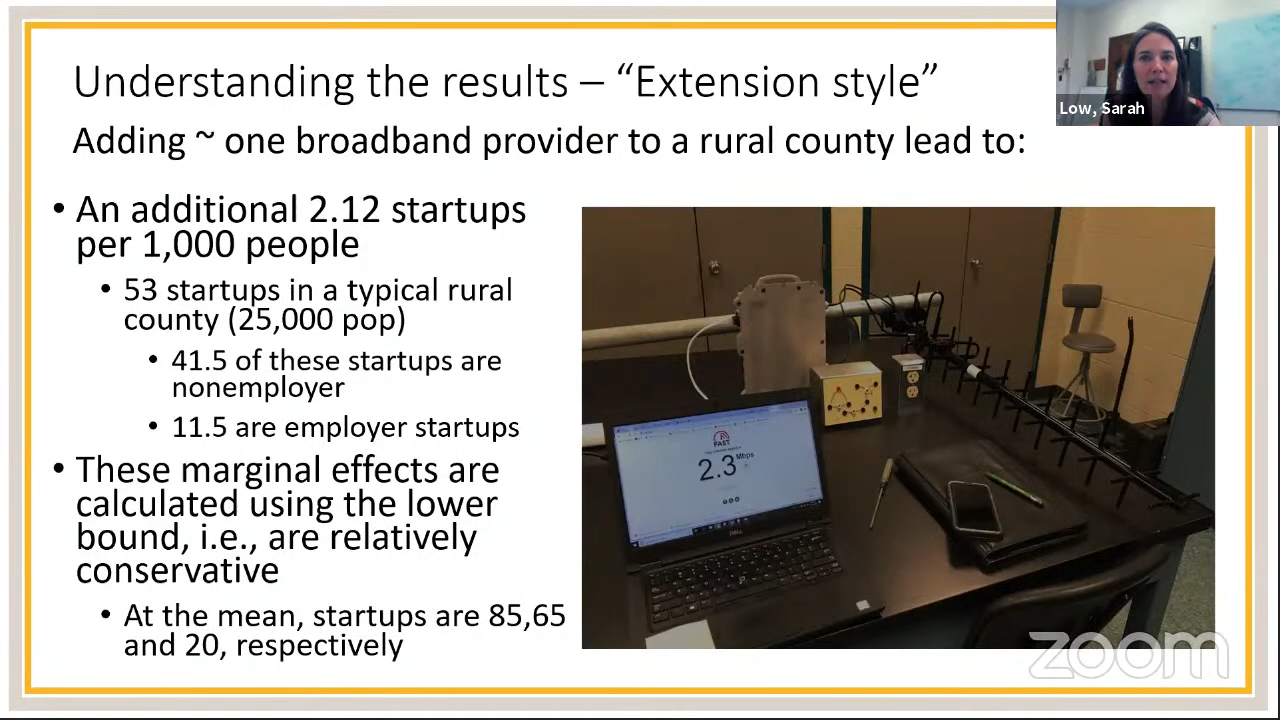 Understanding the results – “Extension style”
Low, Sarah
Adding ~ one broadband provider to a rural county lead to:
• An additional 2.12 startups
per 1,000 people
• 53 startups in a typical rural
county (25,000 pop)
• 41.5 of these startups are
nonemployer
• 11.5 are employer startups
• These marginal effects are
calculated using the lower
bound, i.e., are relatively
conservative
• At the mean, startups are 85,65
and 20, respectively
FAST
2.3 Mbps
DELL
zoom